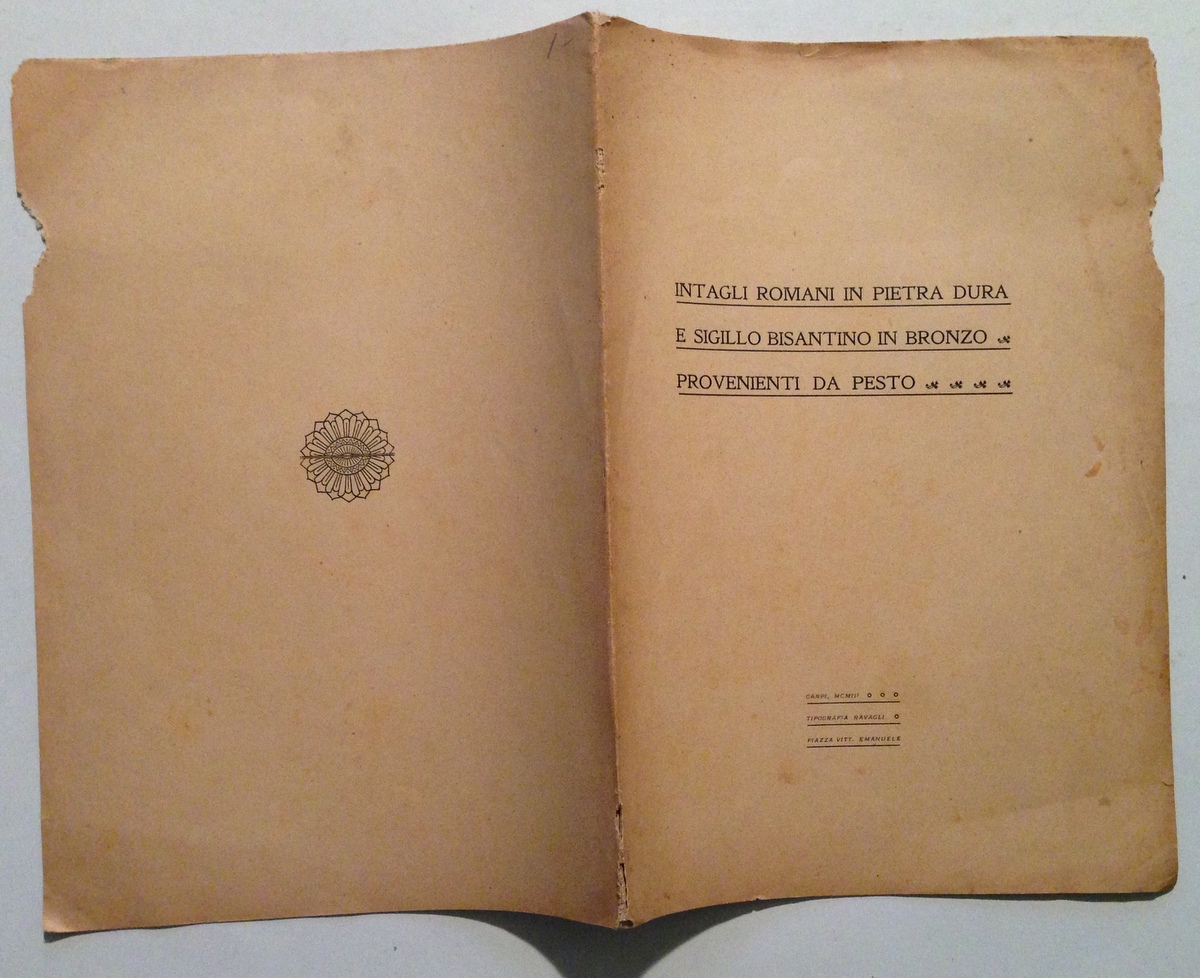 INTAGLI ROMANI IN PIETRA DURA
E SIGILLO BISANTINO IN BRONZO
PROVENIENTI DA PESTO
CARPI, MCMIII
TIPOGRAFIA RAVAGLI
PIAZZA VITT. EMANUELE